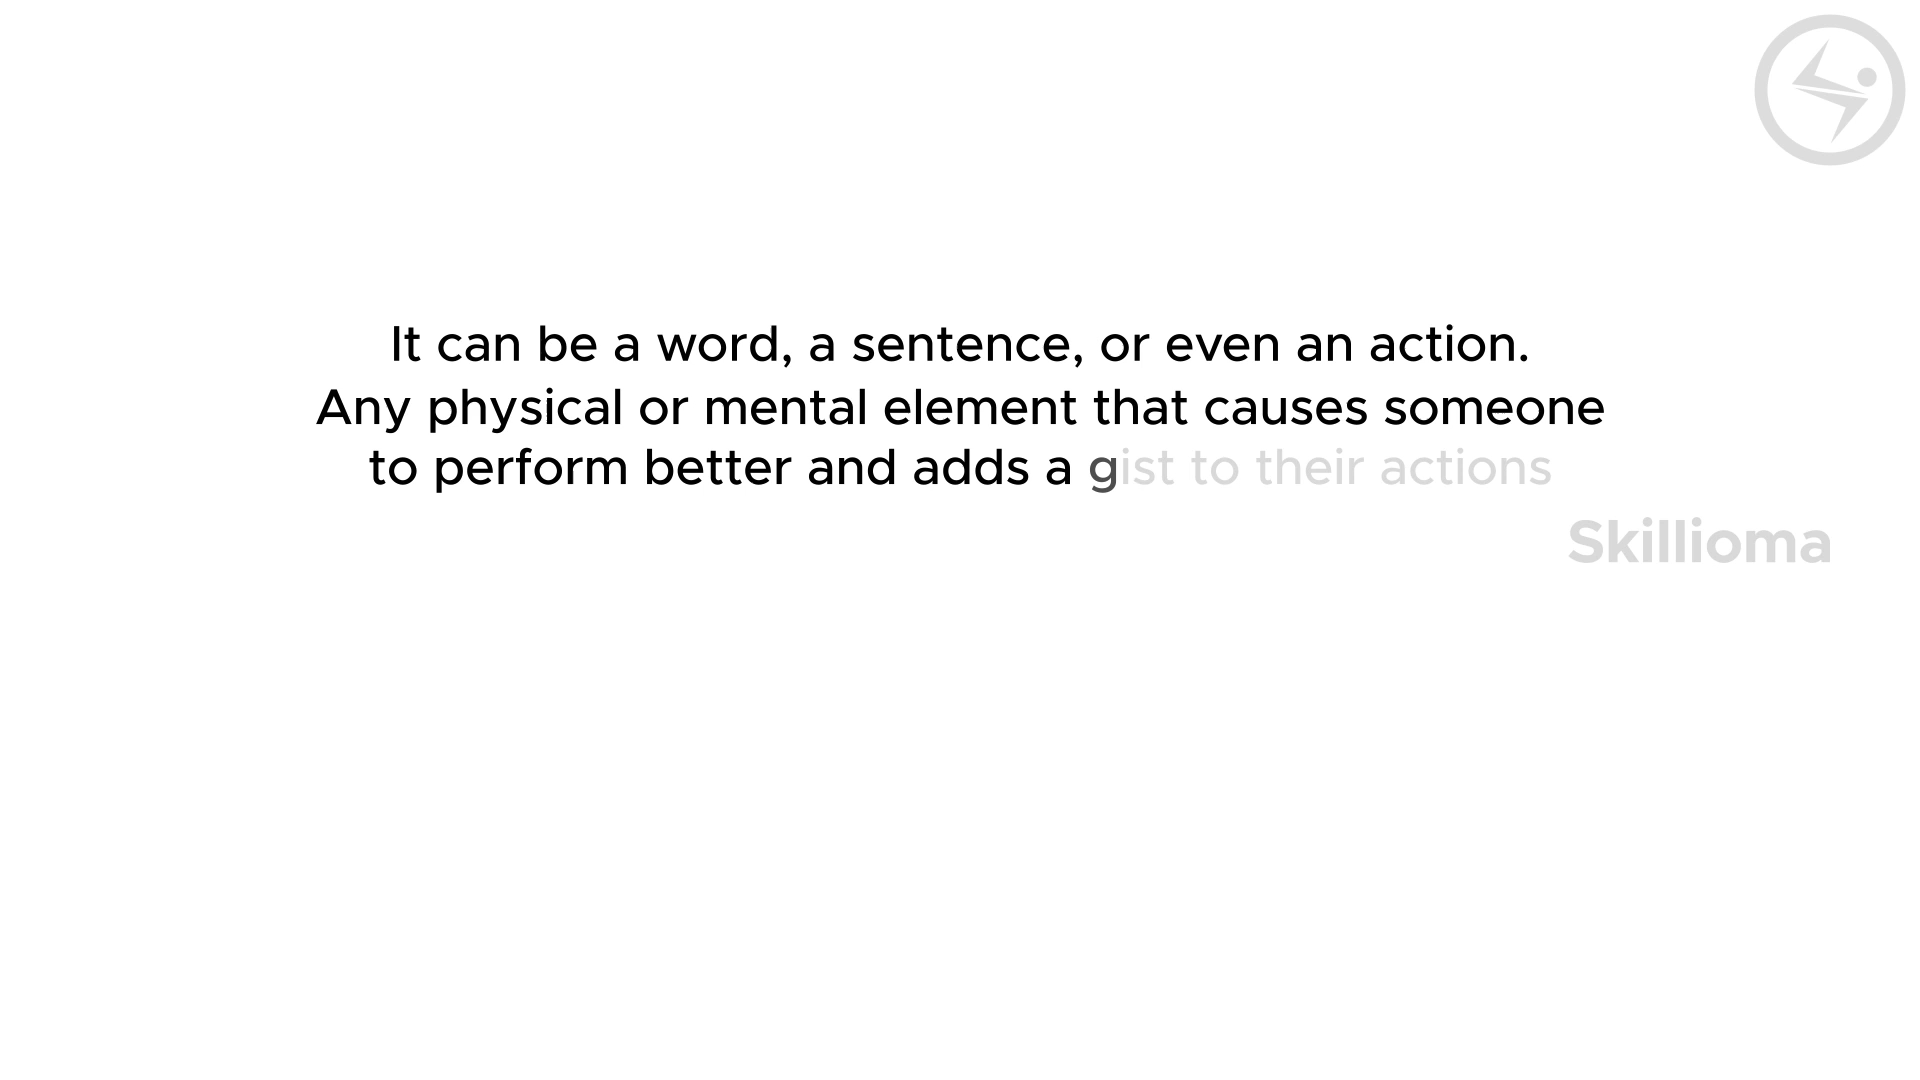 It can be a word, a sentence, or even an action.
Any physical or mental element that causes someone
to perform better and adds a gist to their actions
Skillioma